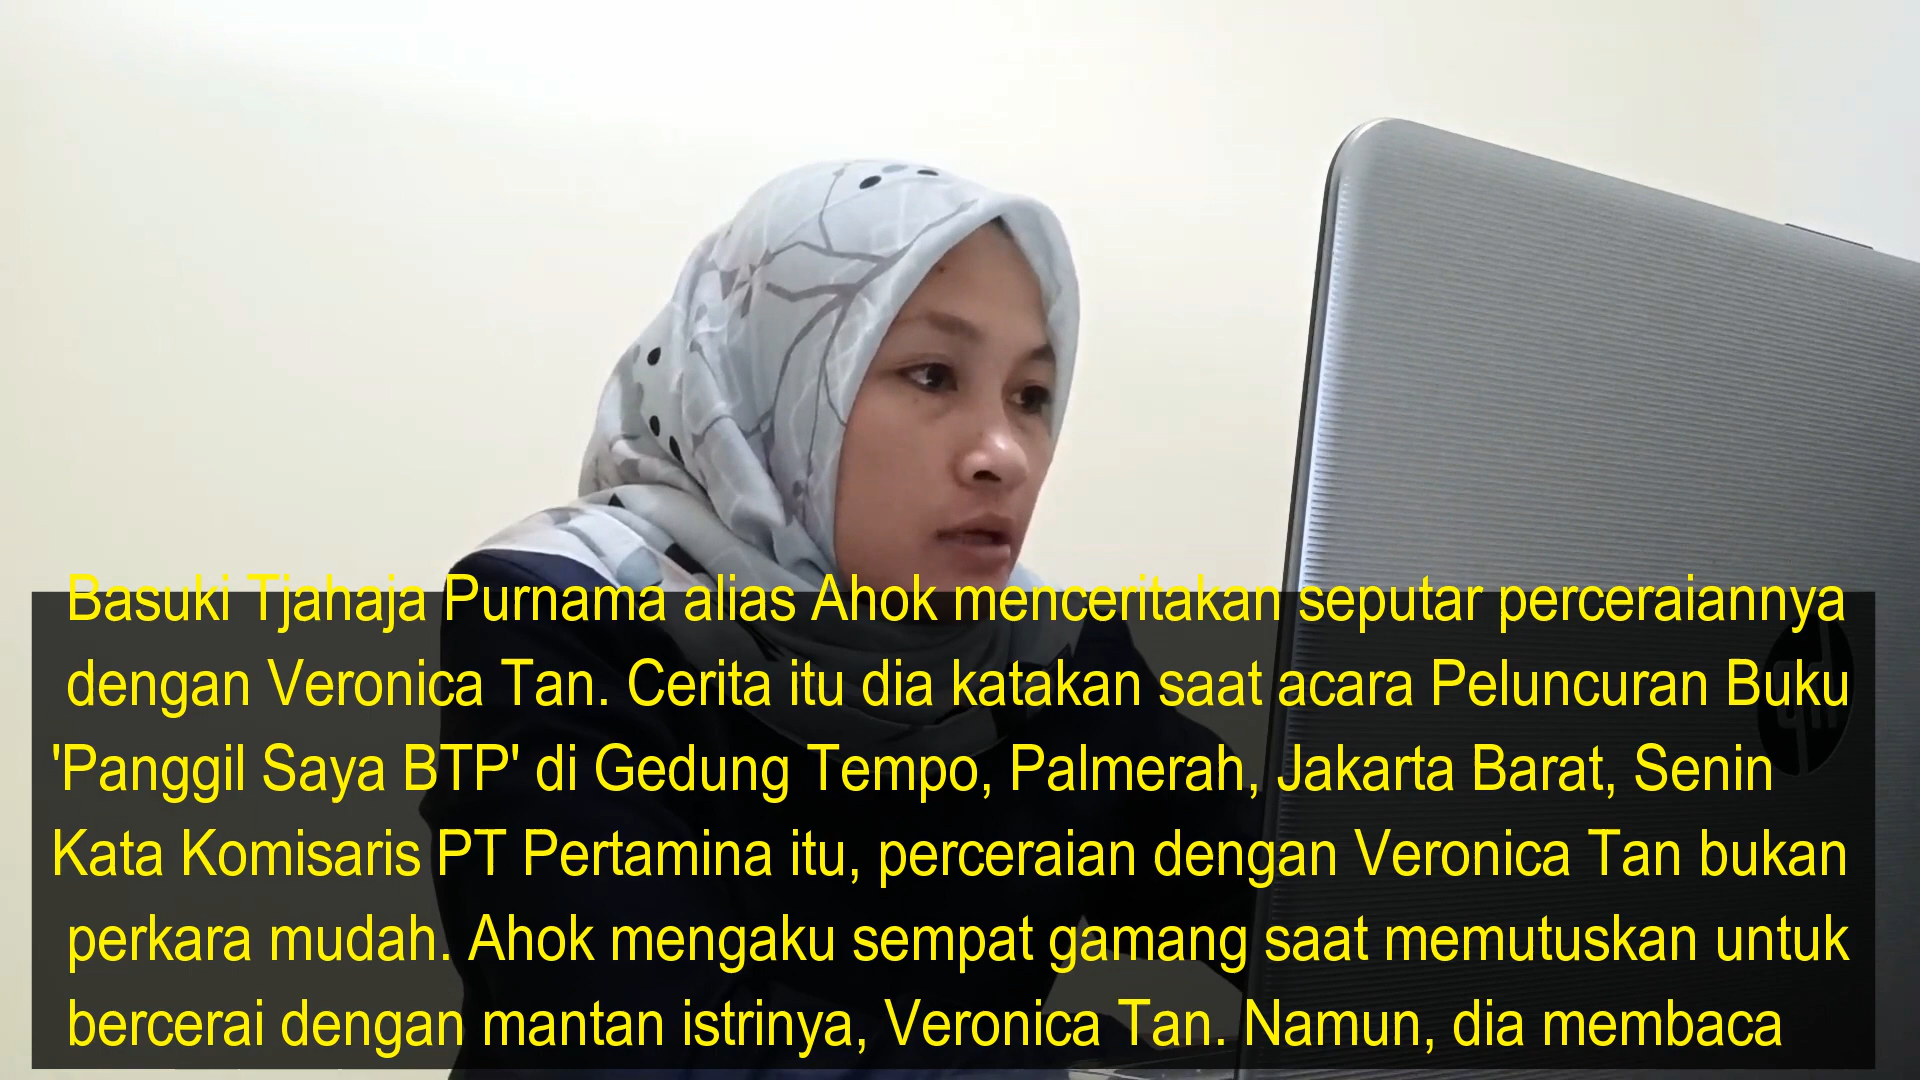 Basuki Tjahaja Purnama alias Ahok menceritakan seputar perceraiannya
dengan Veronica Tan. Cerita itu dia katakan saat acara Peluncuran Buku
'Panggil Saya BTP' di Gedung Tempo, Palmerah, Jakarta Barat, Senin
Kata Komisaris PT Pertamina itu, perceraian dengan Veronica Tan bukan
perkara mudah. Ahok mengaku sempat gamang saat memutuskan untuk
bercerai dengan mantan istrinya, Veronica Tan. Namun, dia membaca
hp